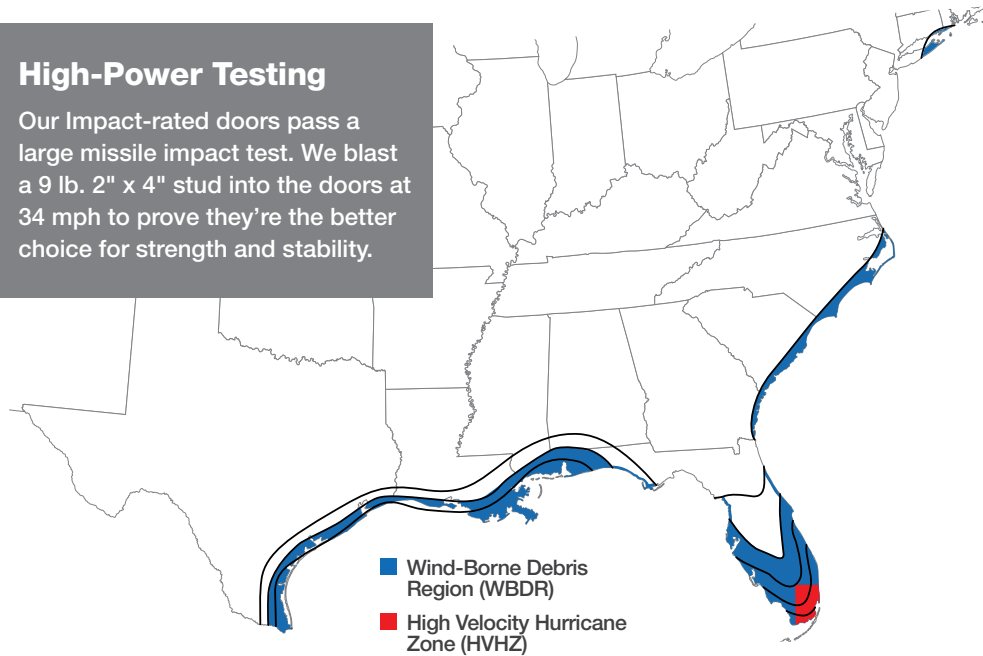 High-Power Testing
Our Impact-rated doors pass a
large missile impact test. We blast
a 9 lb. 2" x 4" stud into the doors at
34 mph to prove they’re the better
choice for strength and stability.
Wind-Borne Debris
Region (WBDR)
High Velocity Hurricane
Zone (HVHZ)